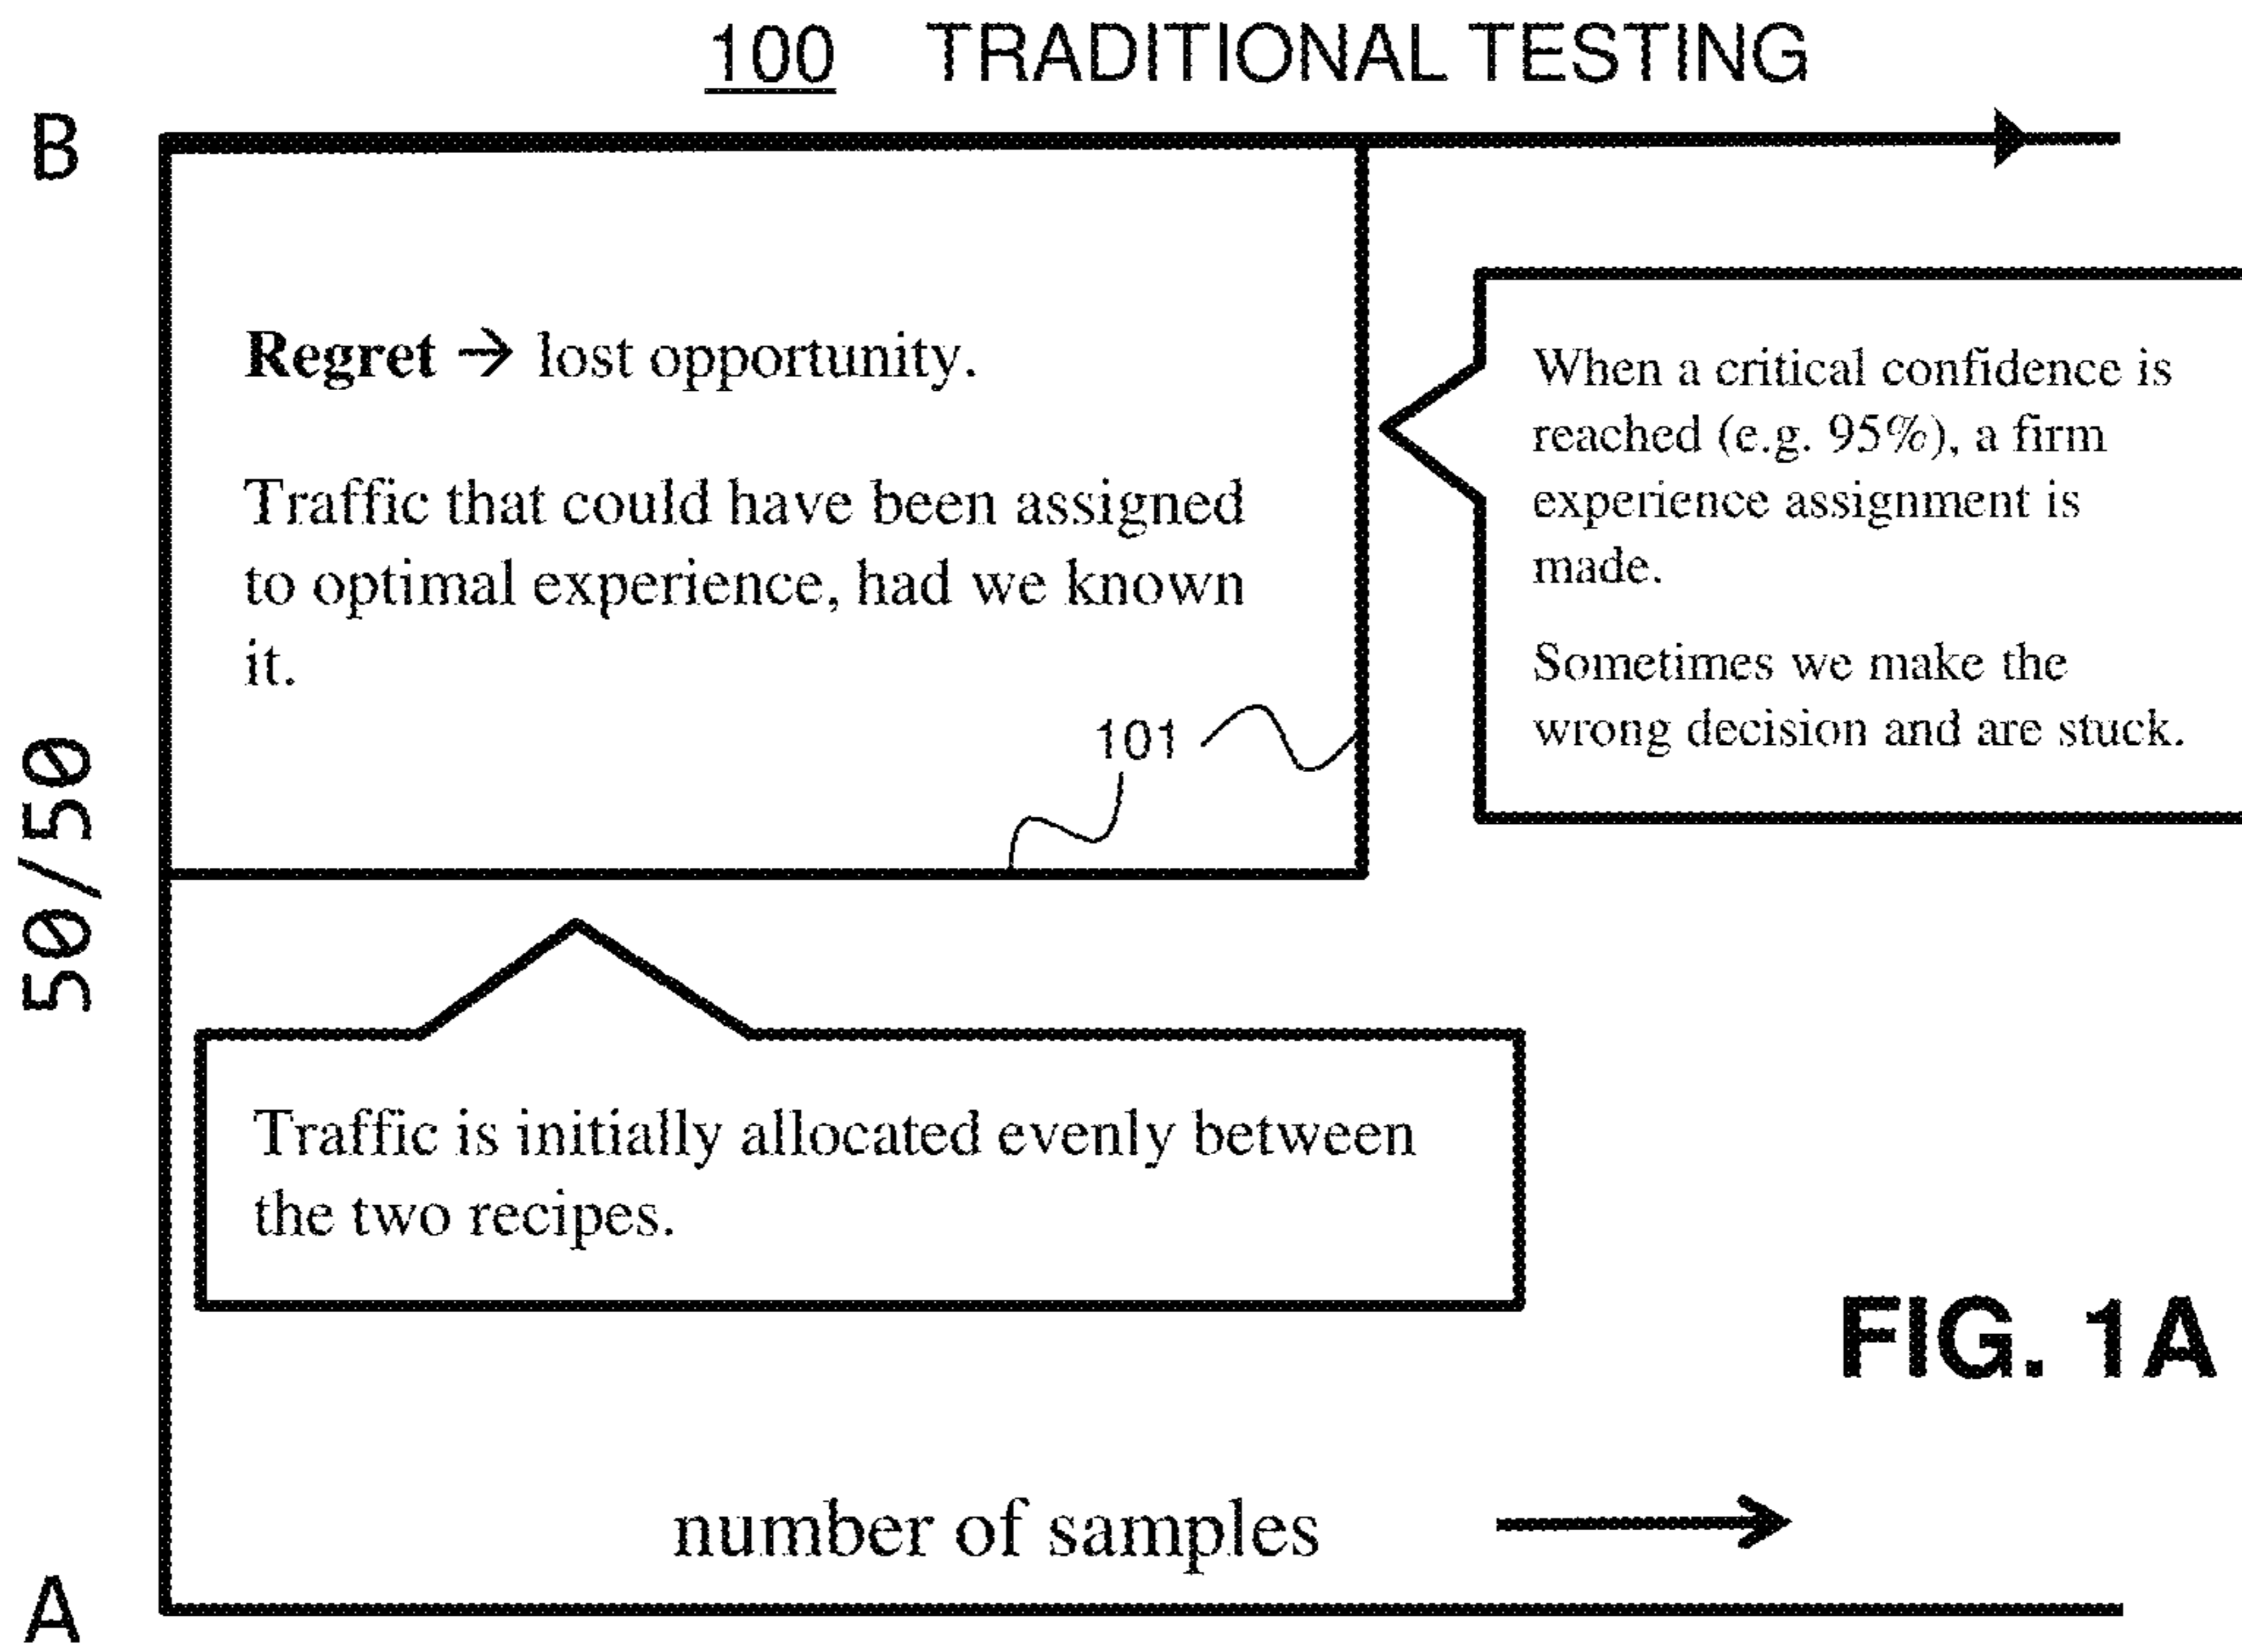 100 TRADITIONAL TESTING
B
Regret → lost opportunity.
Traffic that could have been assigned
to optimal experience, had we known
it.
When a critical confidence is
reached (e.g. 95%), a firm
experience assignment is
made.
Sometimes we make the
wrong decision and are stuck.
101
50/50
Traffic is initially allocated evenly between
the two recipes.
FIG. 1A
number of samples
A